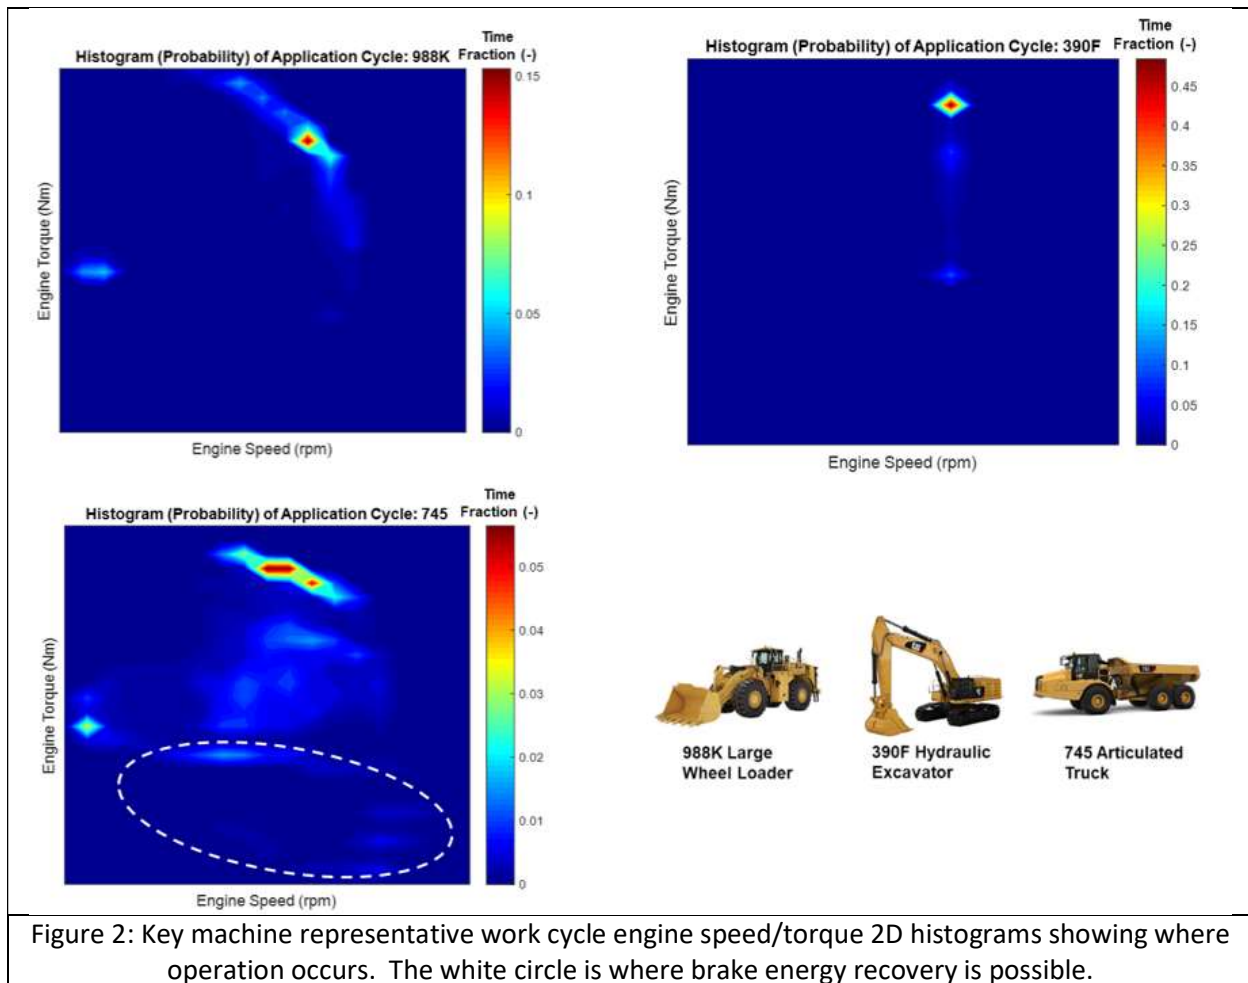 Histogram (Probability) of Application Cycle: 988K
Time
Fraction (-)
0.15
0.1
0.05
0
Engine Torque (Nm)
Engine Speed (rpm)
Histogram (Probability) of Application Cycle: 390F
Time
Fraction (-)
0.45
0.4
0.35
0.3
0.25
0.2
0.15
0.1
0.05
0
Engine Torque (Nm)
Engine Speed (rpm)
Histogram (Probability) of Application Cycle: 745
Time
Fraction (-)
0.05
0.04
0.03
0.02
0.01
0
Engine Torque (Nm)
Engine Speed (rpm)
988K Large
Wheel Loader
390F Hydraulic
Excavator
745 Articulated
Truck
Figure 2: Key machine representative work cycle engine speed/torque 2D histograms showing where
operation occurs.  The white circle is where brake energy recovery is possible.